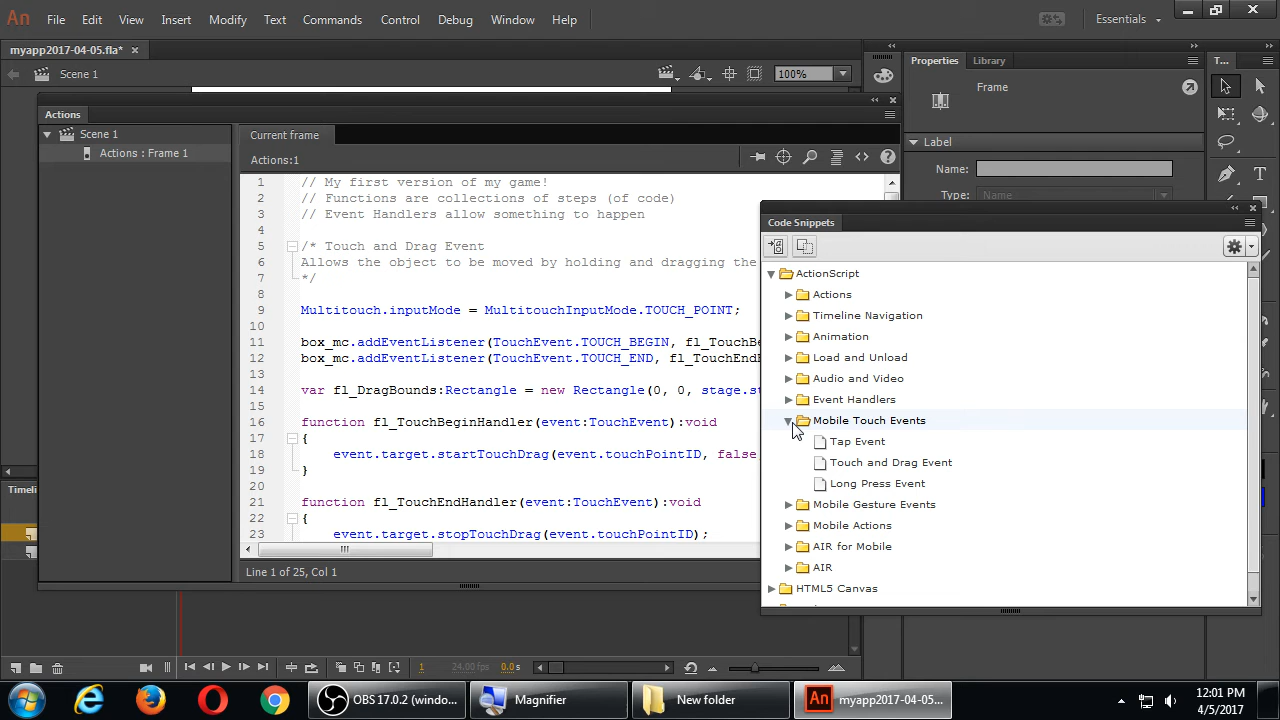 An File Edit View Insert Modify Text Commands Control Debug Window Help Essentials
myapp2017-04-05.fla* ×
Scene 1 100%
Properties Library T...
Frame
Label
Name:
Type: Name
Actions
Scene 1
Actions : Frame 1
Current frame
Actions:1
1 // My first version of my game!
2 // Functions are collections of steps (of code)
3 // Event Handlers allow something to happen
4
5 /* Touch and Drag Event
6 Allows the object to be moved by holding and dragging the
7 */
8
9 Multitouch.inputMode = MultitouchInputMode.TOUCH_POINT;
10
11 box_mc.addEventListener(TouchEvent.TOUCH_BEGIN, fl_TouchBe
12 box_mc.addEventListener(TouchEvent.TOUCH_END, fl_TouchEndH
13
14 var fl_DragBounds:Rectangle = new Rectangle(0, 0, stage.st
15
16 function fl_TouchBeginHandler(event:TouchEvent):void
17 {
18 event.target.startTouchDrag(event.touchPointID, false
19 }
20
21 function fl_TouchEndHandler(event:TouchEvent):void
22 {
23 event.target.stopTouchDrag(event.touchPointID);
Line 1 of 25, Col 1
Code Snippets
ActionScript
Actions
Timeline Navigation
Animation
Load and Unload
Audio and Video
Event Handlers
Mobile Touch Events
Tap Event
Touch and Drag Event
Long Press Event
Mobile Gesture Events
Mobile Actions
AIR for Mobile
AIR
HTML5 Canvas
Timeli
1 24.00 fps 0.0s
OBS 17.0.2 (windo... Magnifier New folder An myapp2017-04-05...
12:01 PM
4/5/2017